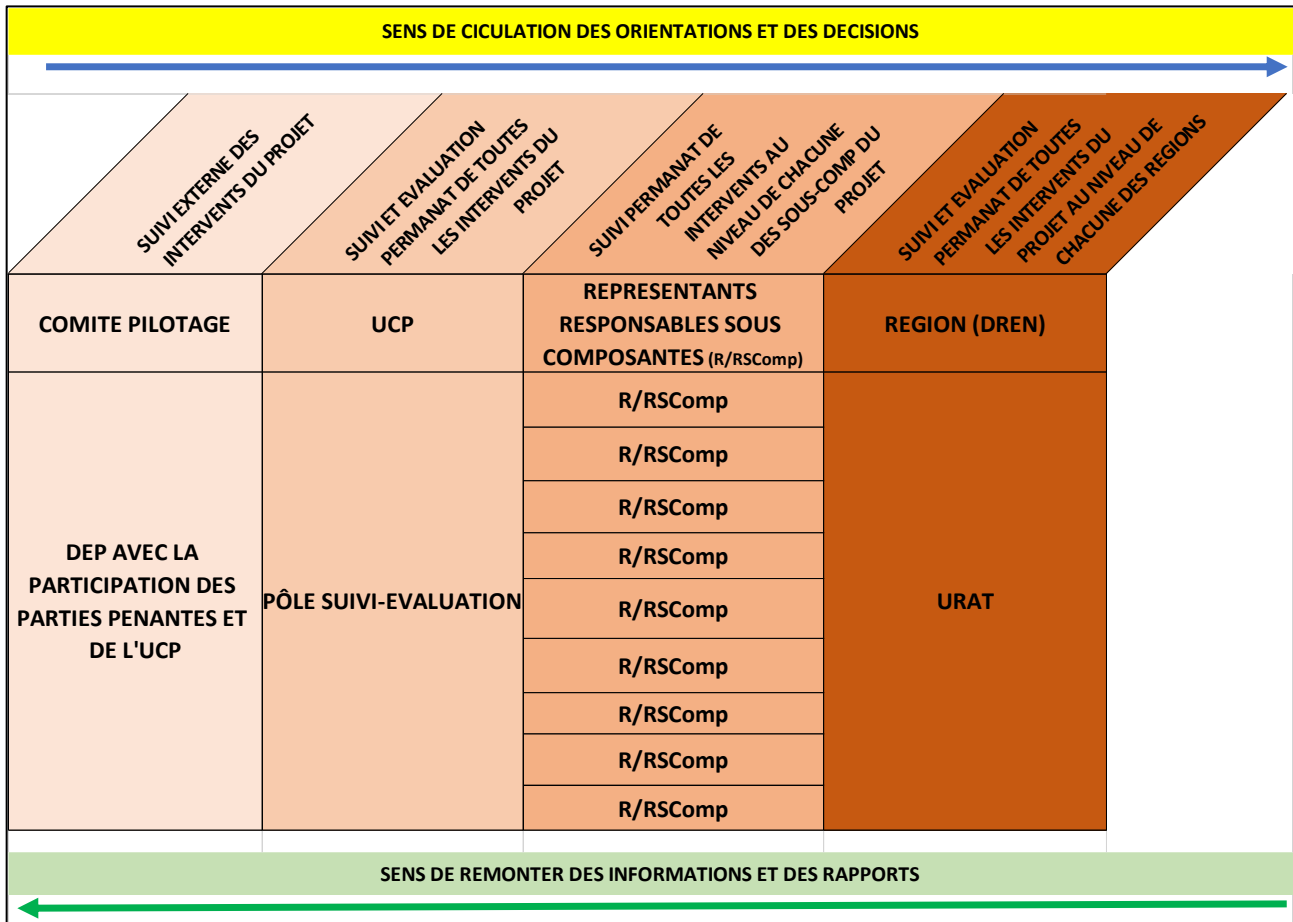 SENS DE CICULATION DES ORIENTATIONS ET DES DECISIONS
SUIVI EXTERNE DES
INTERVENTS DU PROJET
SUIVI ET EVALUATION
PERMANAT DE TOUTES
LES INTERVENTS DU
PROJET
SUIVI PERMANAT DE
TOUTES LES
INTERVENTS AU
NIVEAU DE CHACUNE
DES SOUS-COMP DU
PROJET
SUIVI ET EVALUATION
PERMANAT DE TOUTES
LES INTERVENTS DU
PROJET AU NIVEAU DE
CHACUNE DES REGIONS
COMITE PILOTAGE
UCP
REPRESENTANTS
RESPONSABLES SOUS
COMPOSANTES (R/RSComp)
REGION (DREN)
DEP AVEC LA
PARTICIPATION DES
PARTIES PENANTES ET
DE L'UCP
PÔLE SUIVI-EVALUATION
R/RSComp
R/RSComp
R/RSComp
R/RSComp
R/RSComp
R/RSComp
R/RSComp
R/RSComp
R/RSComp
URAT
SENS DE REMONTER DES INFORMATIONS ET DES RAPPORTS